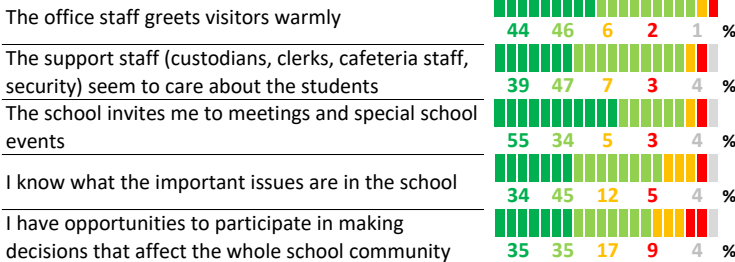 The office staff greets visitors warmly
44 46 6 2 1 %
The support staff (custodians, clerks, cafeteria staff,
security) seem to care about the students
39 47 7 3 4 %
The school invites me to meetings and special school
events
55 34 5 3 4 %
I know what the important issues are in the school
34 45 12 5 4 %
I have opportunities to participate in making
decisions that affect the whole school community
35 35 17 9 4 %